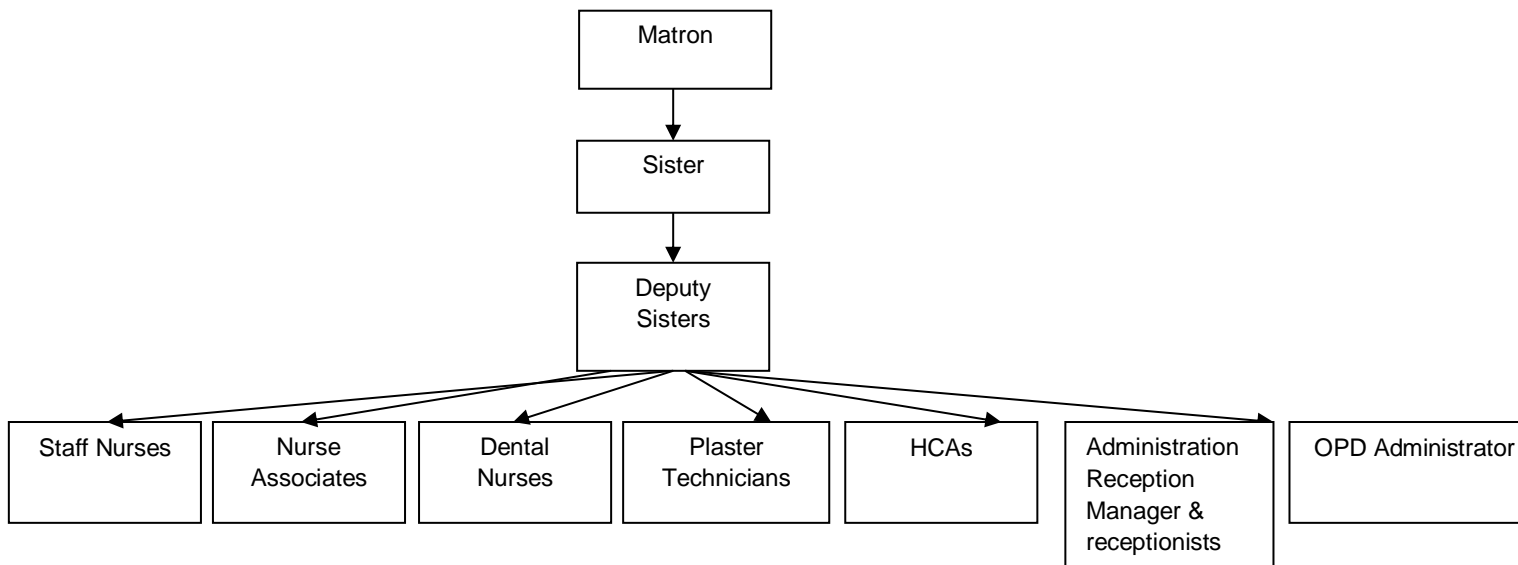 Matron
Sister
Deputy
Sisters
Staff Nurses
Nurse
Associates
Dental
Nurses
Plaster
Technicians
HCAs
Administration
Reception
Manager &
receptionists
OPD Administrator